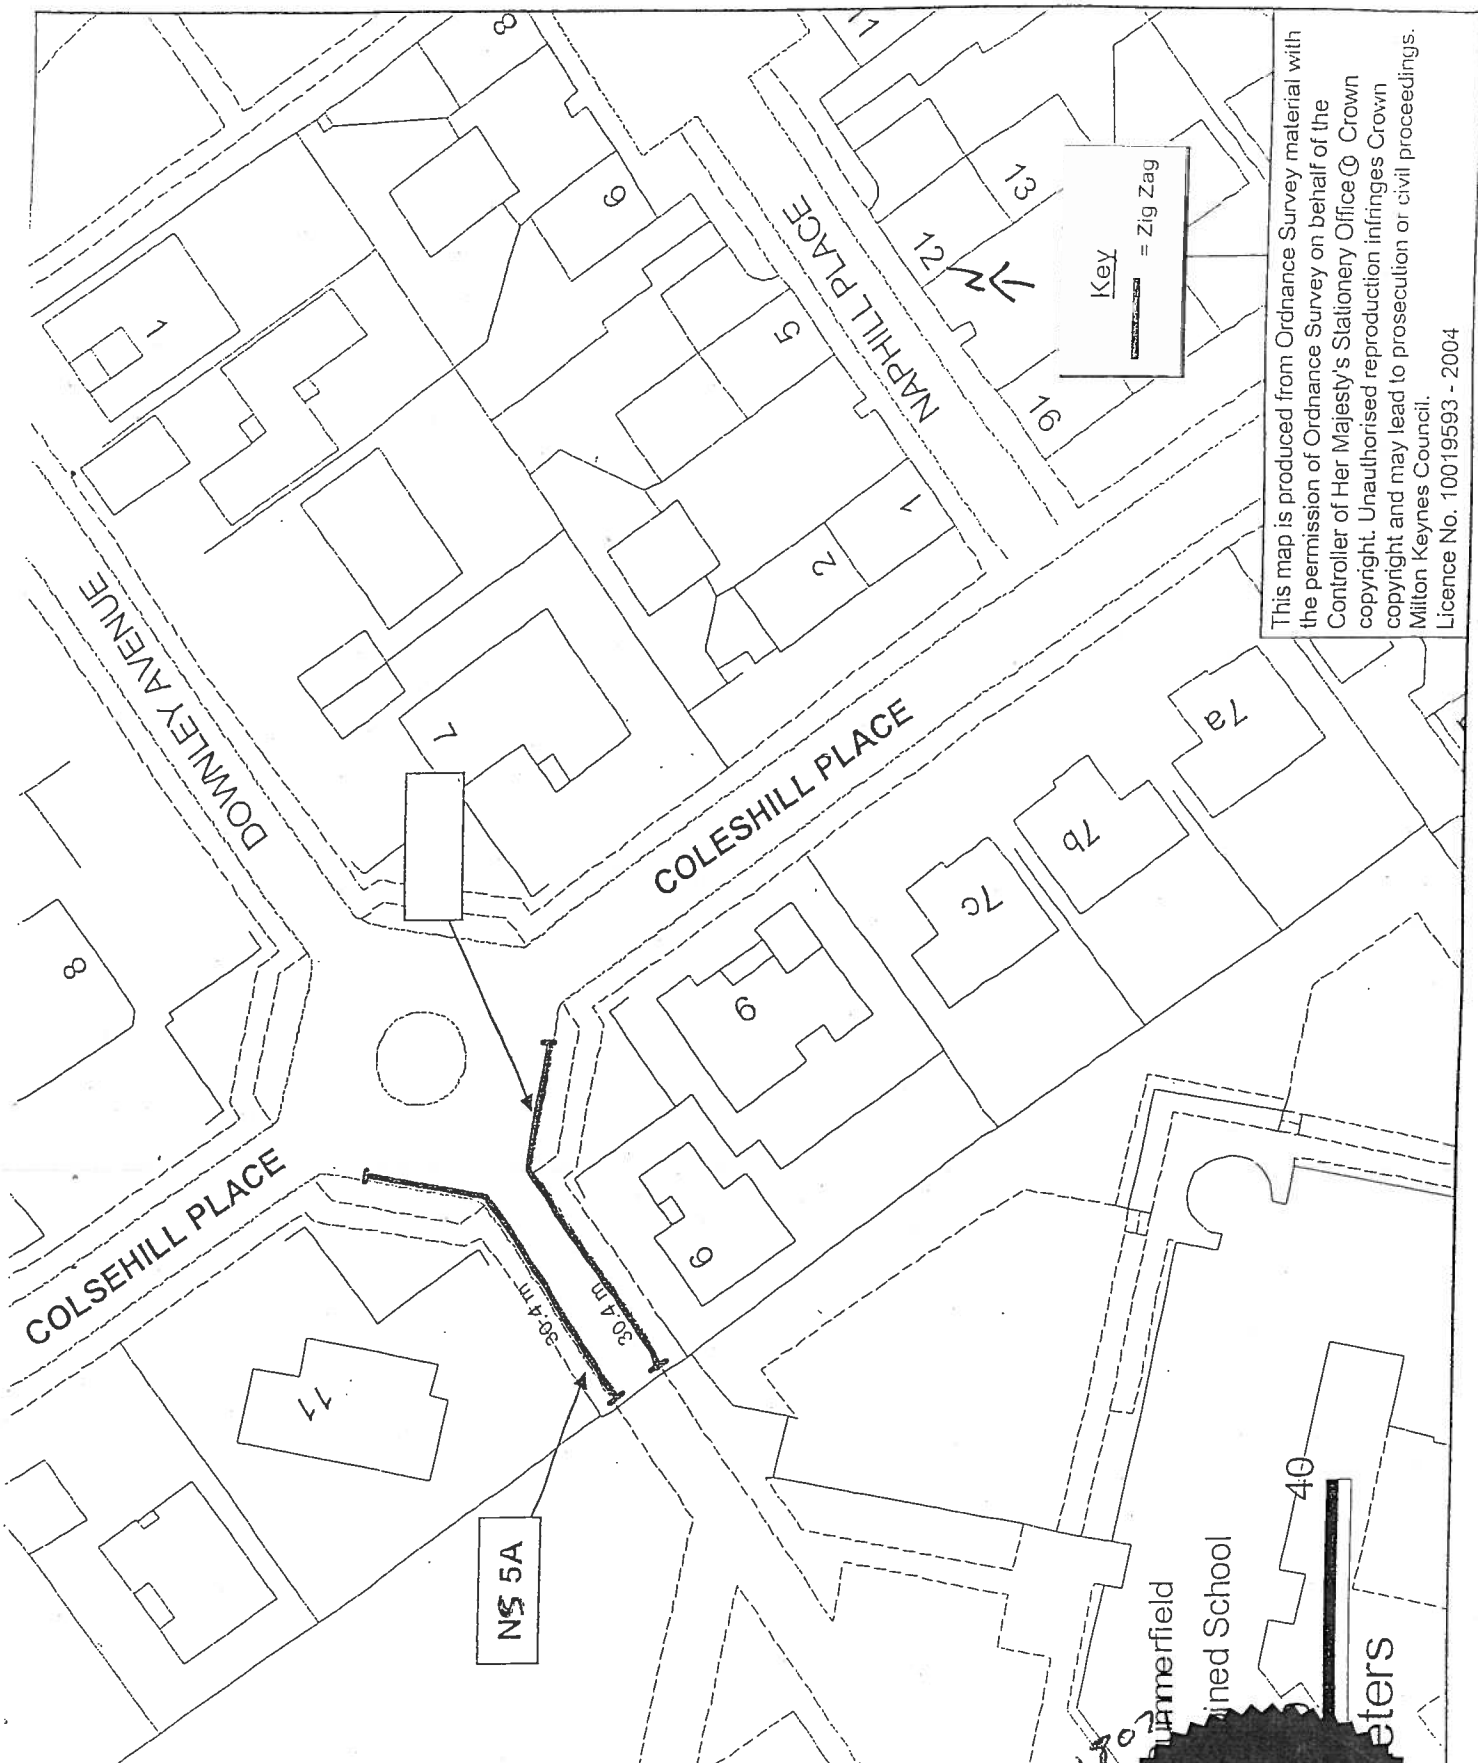 COLSEHILL PLACE
DOWNLEY AVENUE
COLESHILL PLACE
NAPHILL PLACE
11
8
7
1
8
9
5
2
1
11
13
12
16
9
6
7c
7b
7a
30.4 m
30.4 m
NS 5A
Key
= Zig Zag
40
eters
ummerfield
ined School
This map is produced from Ordnance Survey material with
the permission of Ordnance Survey on behalf of the
Controller of Her Majesty's Stationery Office © Crown
copyright. Unauthorised reproduction infringes Crown
copyright and may lead to prosecution or civil proceedings.
Milton Keynes Council.
Licence No. 10019593 - 2004